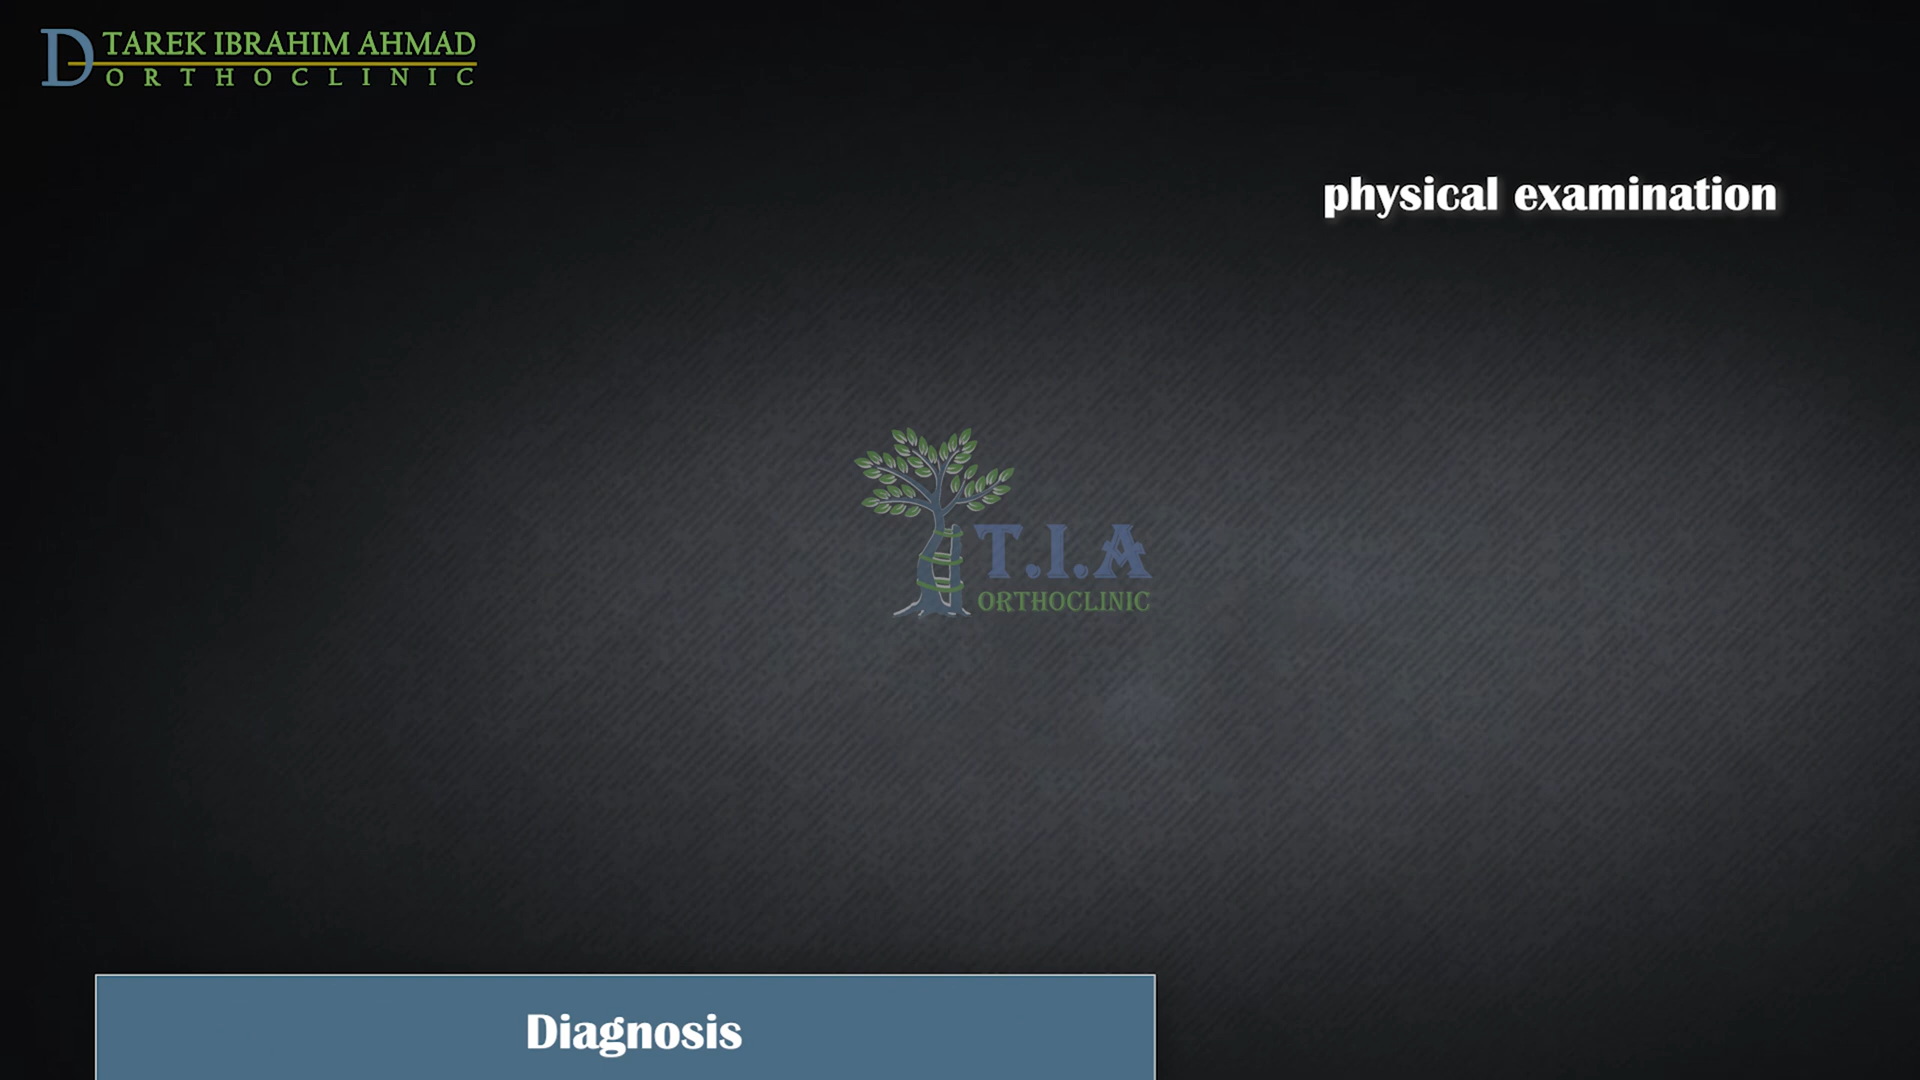 D TAREK IBRAHIM AHMAD
ORTHOCLINIC
physical examination
T.I.A
ORTHOCLINIC
Diagnosis